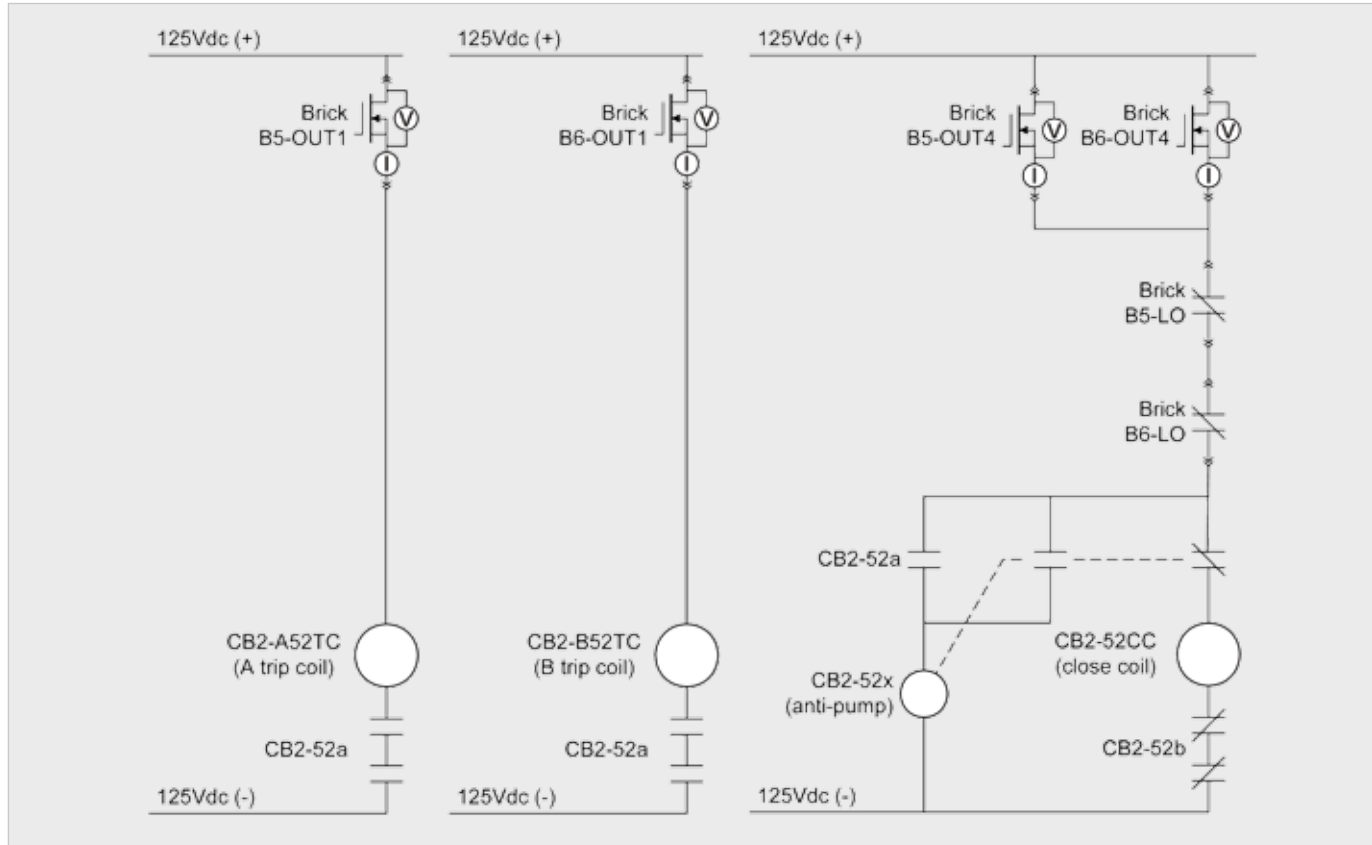 125Vdc (+)
125Vdc (+)
125Vdc (+)
Brick
B5-OUT1
V
I
Brick
B6-OUT1
V
I
Brick
B5-OUT4
V
I
Brick
B6-OUT4
V
I
Brick
B5-LO
Brick
B6-LO
CB2-52a
CB2-A52TC
(A trip coil)
CB2-B52TC
(B trip coil)
CB2-52x
(anti-pump)
CB2-52CC
(close coil)
CB2-52a
CB2-52a
CB2-52b
125Vdc (-)
125Vdc (-)
125Vdc (-)